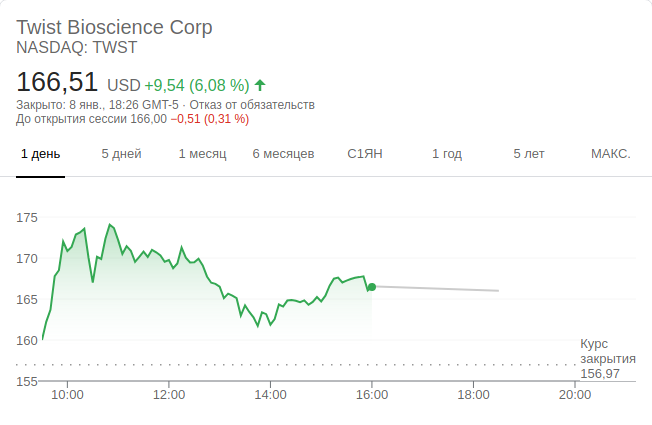 Twist Bioscience Corp
NASDAQ: TWST
166,51 USD +9,54 (6,08 %)
Закрыто: 8 янв., 18:26 GMT-5 · Отказ от обязательств
До открытия сессии 166,00 −0,51 (0,31 %)
1 день 5 дней 1 месяц 6 месяцев С1ЯН 1 год 5 лет МАКС.
175
170
165
160
Курс
закрытия
156,97
155
10:00 12:00 14:00 16:00 18:00 20:00